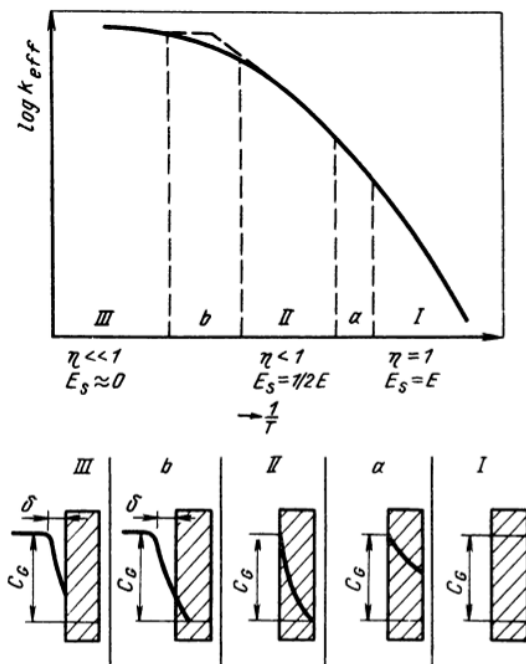 log k eff
III b II a I
η << 1 η < 1 η = 1
E_s ≈ 0 E_s = 1/2 E E_s = E
→ 1/T
III b II a I
δ δ
C_G C_G C_G C_G C_G